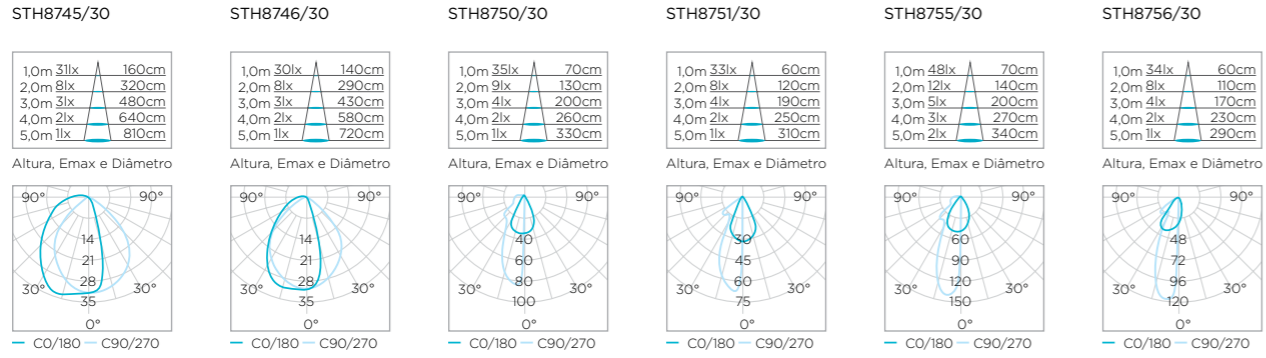 STH8745/30
1,0m 31lx 160cm
2,0m 8lx 320cm
3,0m 3lx 480cm
4,0m 2lx 640cm
5,0m 1lx 810cm
Altura, Emax e Diâmetro
90° 90°
14
21
30° 28 30°
35
0°
C0/180 C90/270
STH8746/30
1,0m 30lx 140cm
2,0m 8lx 290cm
3,0m 3lx 430cm
4,0m 2lx 580cm
5,0m 1lx 720cm
Altura, Emax e Diâmetro
90° 90°
14
21
30° 28 30°
35
0°
C0/180 C90/270
STH8750/30
1,0m 35lx 70cm
2,0m 9lx 130cm
3,0m 4lx 200cm
4,0m 2lx 260cm
5,0m 1lx 330cm
Altura, Emax e Diâmetro
90° 90°
40
60
30° 80 30°
100
0°
C0/180 C90/270
STH8751/30
1,0m 33lx 60cm
2,0m 8lx 120cm
3,0m 4lx 190cm
4,0m 2lx 250cm
5,0m 1lx 310cm
Altura, Emax e Diâmetro
90° 90°
30
45
30° 60 30°
75
0°
C0/180 C90/270
STH8755/30
1,0m 48lx 70cm
2,0m 12lx 140cm
3,0m 5lx 200cm
4,0m 3lx 270cm
5,0m 2lx 340cm
Altura, Emax e Diâmetro
90° 90°
60
90
30° 120 30°
150
0°
C0/180 C90/270
STH8756/30
1,0m 34lx 60cm
2,0m 8lx 110cm
3,0m 4lx 170cm
4,0m 2lx 230cm
5,0m 1lx 290cm
Altura, Emax e Diâmetro
90° 90°
48
72
30° 96 30°
120
0°
C0/180 C90/270